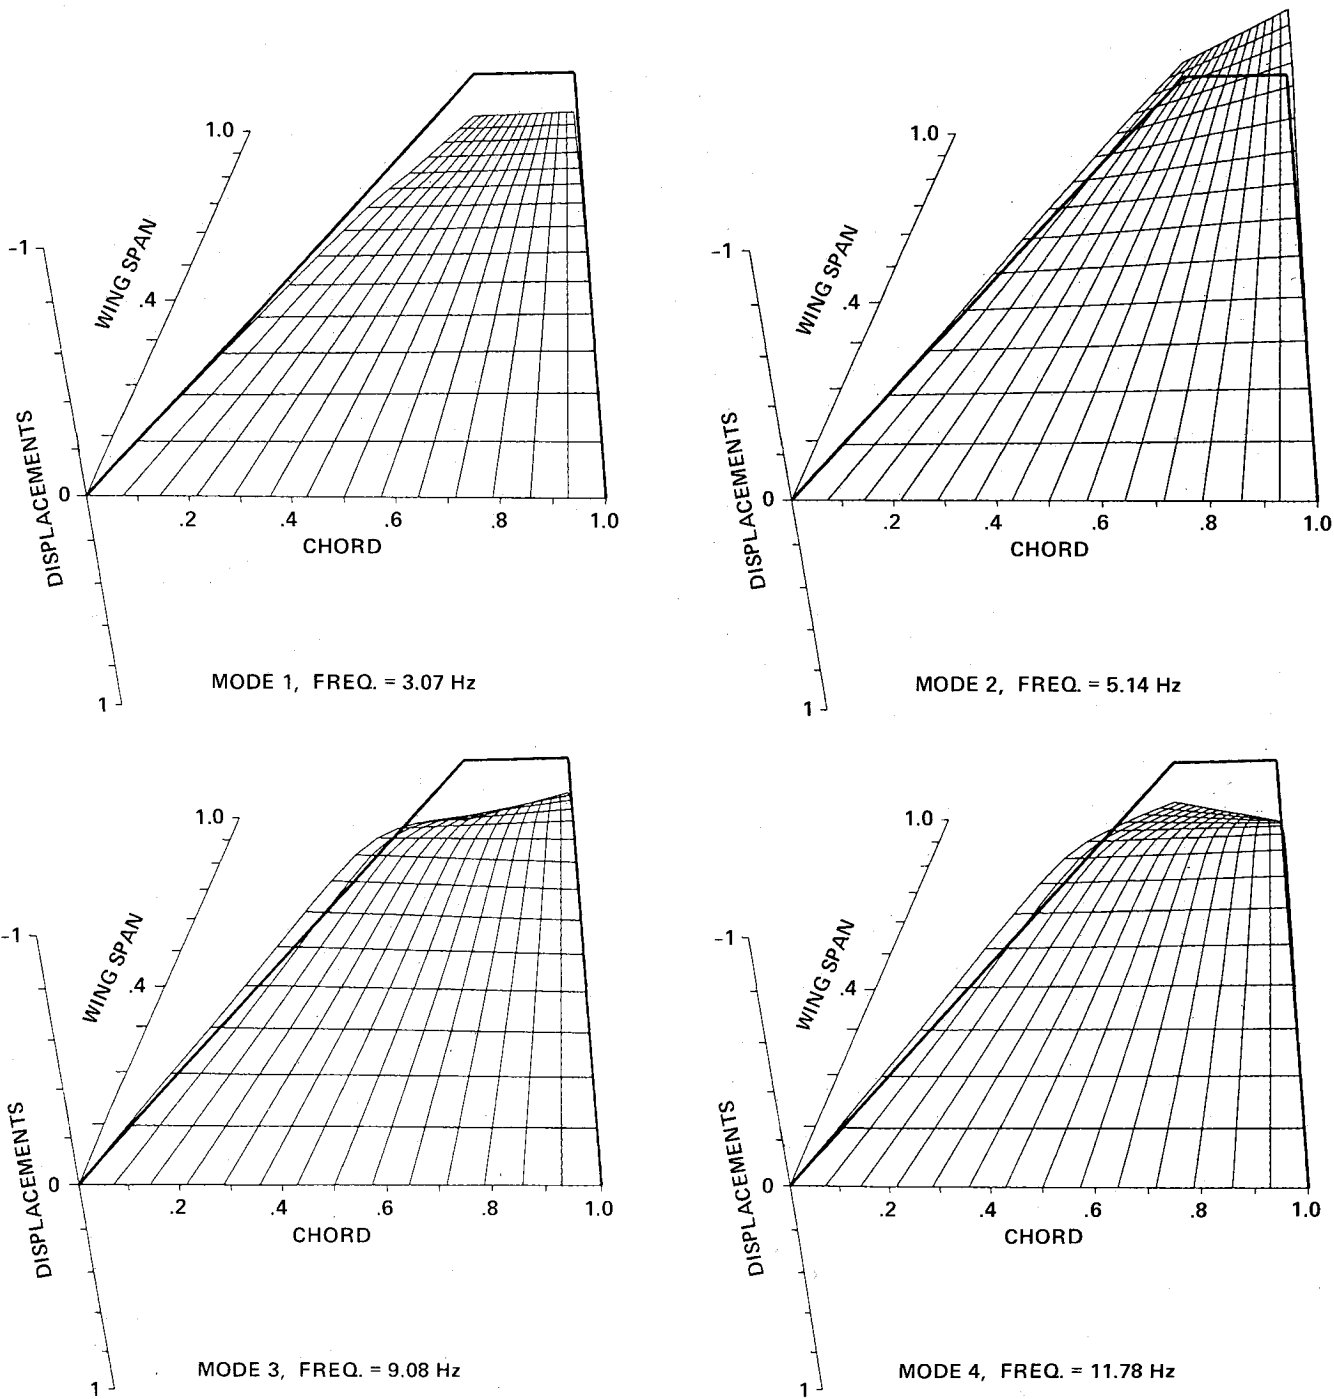 1.0
WING SPAN
-1
.4
DISPLACEMENTS
0
.2 .4 .6 .8 1.0
CHORD
1
MODE 1, FREQ. = 3.07 Hz
1.0
WING SPAN
-1
.4
DISPLACEMENTS
0
.2 .4 .6 .8 1.0
CHORD
1
MODE 2, FREQ. = 5.14 Hz
1.0
WING SPAN
-1
.4
DISPLACEMENTS
0
.2 .4 .6 .8 1.0
CHORD
1
MODE 3, FREQ. = 9.08 Hz
1.0
WING SPAN
-1
.4
DISPLACEMENTS
0
.2 .4 .6 .8 1.0
CHORD
1
MODE 4, FREQ. = 11.78 Hz